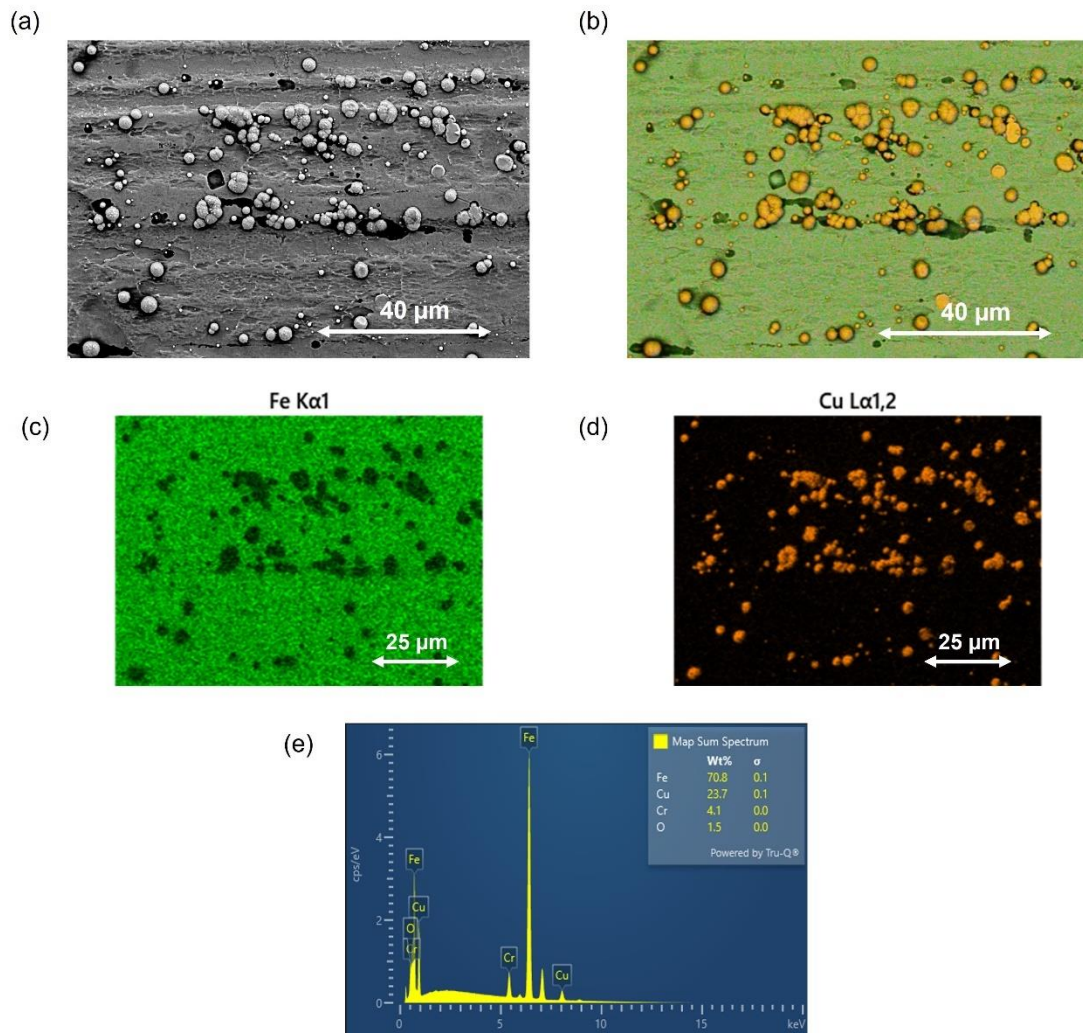 (a)
(b)
40 μm
40 μm
Fe Kα1
Cu Lα1,2
(c)
(d)
25 μm
25 μm
(e)
Map Sum Spectrum
Wt% σ
Fe 70.8 0.1
Cu 23.7 0.1
Cr 4.1 0.0
O 1.5 0.0
Powered by Tru-Q®
cps/eV
6
4
2
0
Fe
Fe
Cu
O
Cr
Cr
Cu
0 5 10 15 keV